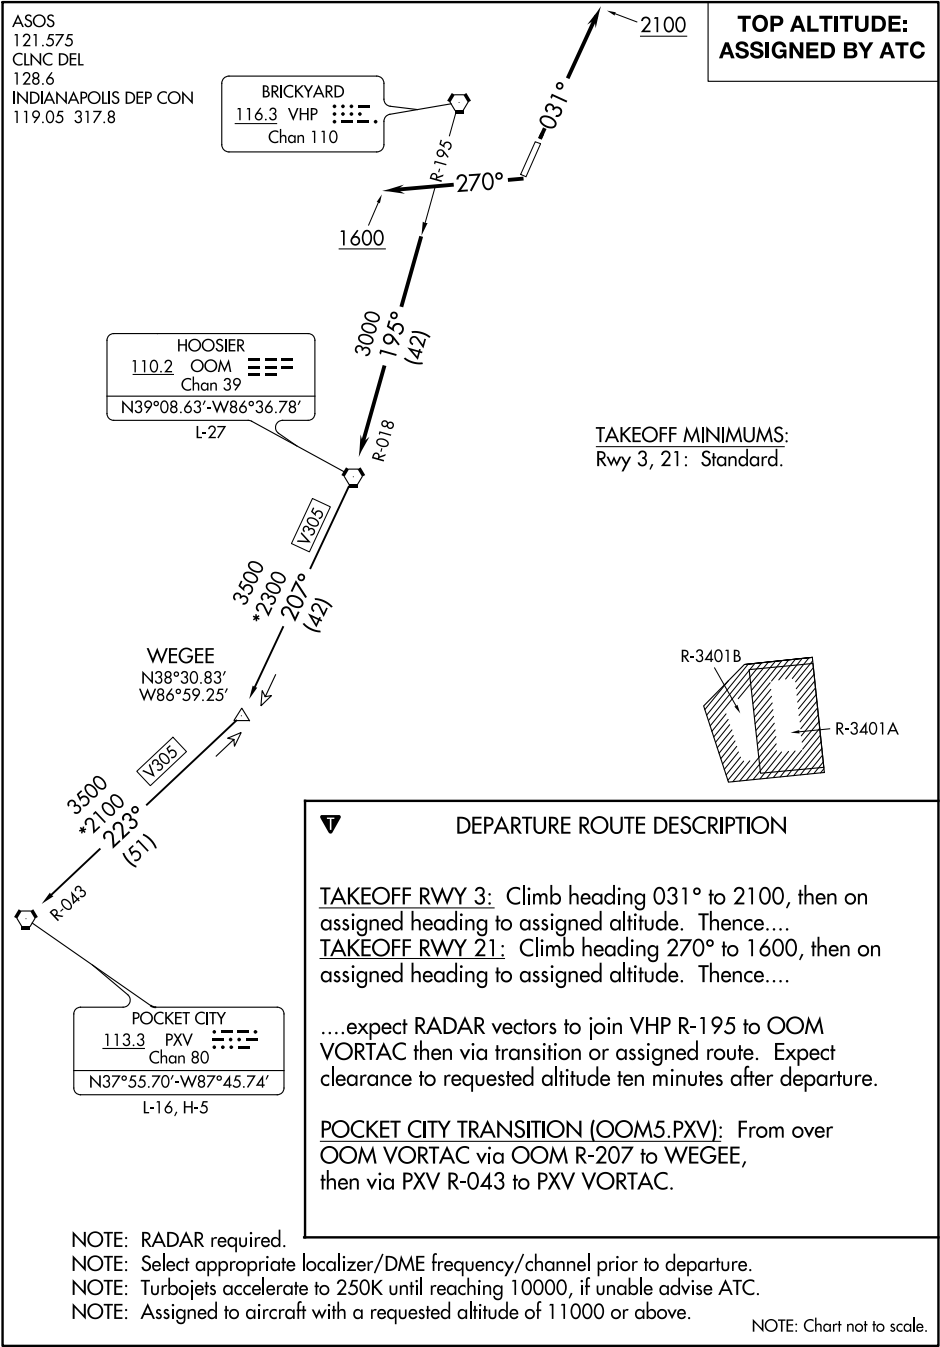 ASOS
121.575
CLNC DEL
128.6
INDIANAPOLIS DEP CON
119.05 317.8
TOP ALTITUDE:
ASSIGNED BY ATC
2100
BRICKYARD
116.3 VHP
Chan 110
031°
R-195
270°
1600
3000
195°
(42)
HOOSIER
110.2 OOM
Chan 39
N39°08.63'-W86°36.78'
L-27
R-018
TAKEOFF MINIMUMS:
Rwy 3, 21: Standard.
V305
3500
*2300
207°
(42)
WEGEE
N38°30.83'
W86°59.25'
R-3401B
R-3401A
V305
3500
*2100
223°
(51)
R-043
POCKET CITY
113.3 PXV
Chan 80
N37°55.70'-W87°45.74'
L-16, H-5
T
DEPARTURE ROUTE DESCRIPTION
TAKEOFF RWY 3: Climb heading 031° to 2100, then on
assigned heading to assigned altitude. Thence....
TAKEOFF RWY 21: Climb heading 270° to 1600, then on
assigned heading to assigned altitude. Thence....
....expect RADAR vectors to join VHP R-195 to OOM
VORTAC then via transition or assigned route. Expect
clearance to requested altitude ten minutes after departure.
POCKET CITY TRANSITION (OOM5.PXV): From over
OOM VORTAC via OOM R-207 to WEGEE,
then via PXV R-043 to PXV VORTAC.
NOTE: RADAR required.
NOTE: Select appropriate localizer/DME frequency/channel prior to departure.
NOTE: Turbojets accelerate to 250K until reaching 10000, if unable advise ATC.
NOTE: Assigned to aircraft with a requested altitude of 11000 or above.
NOTE: Chart not to scale.